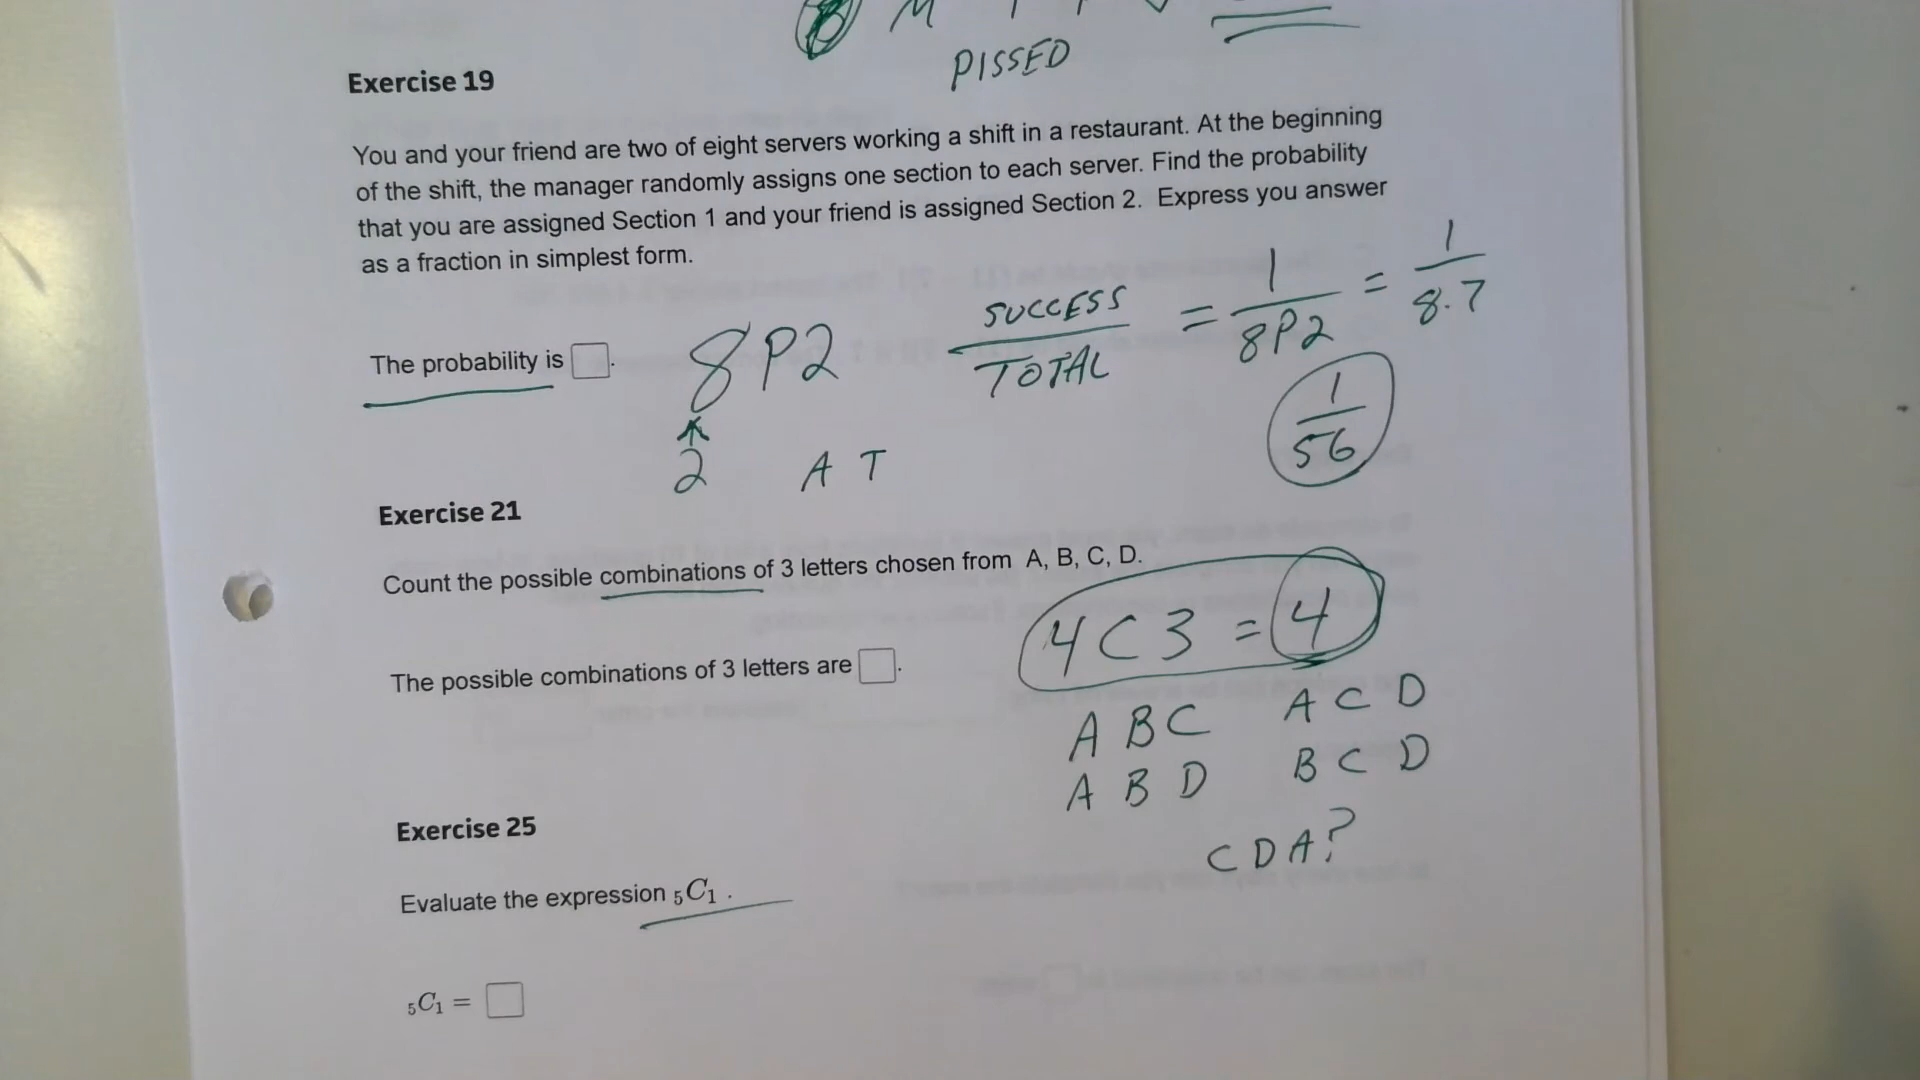 PISSED
Exercise 19
You and your friend are two of eight servers working a shift in a restaurant. At the beginning
of the shift, the manager randomly assigns one section to each server. Find the probability
that you are assigned Section 1 and your friend is assigned Section 2. Express you answer
as a fraction in simplest form.
The probability is □.
8P2
SUCCESS / TOTAL = 1 / 8P2 = 1 / 8.7
1 / 56
2 A T
Exercise 21
Count the possible combinations of 3 letters chosen from A, B, C, D.
4C3 = 4
The possible combinations of 3 letters are □.
A B C A C D
A B D B C D
C D A?
Exercise 25
Evaluate the expression ₅C₁ .
₅C₁ = □